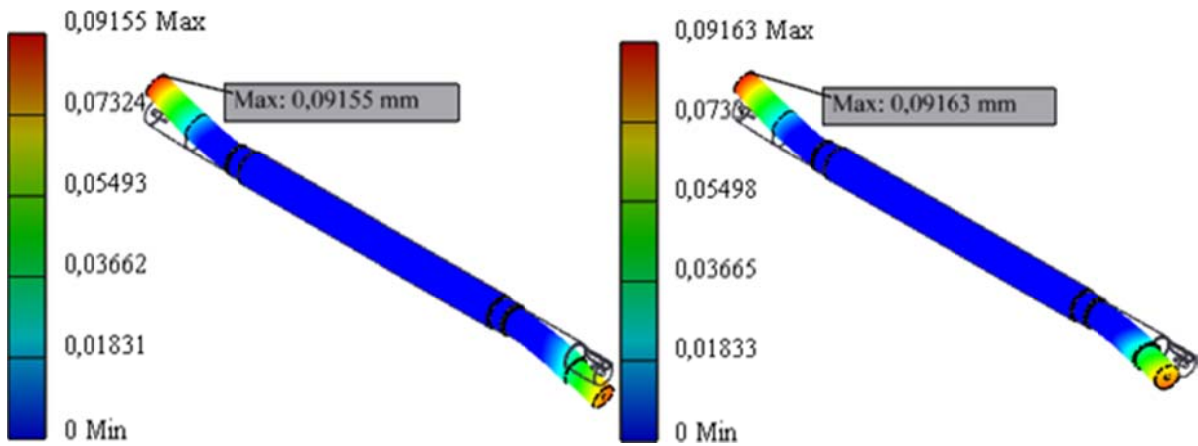 0,09155 Max
Max: 0,09155 mm
0,07324
0,05493
0,03662
0,01831
0 Min
0,09163 Max
Max: 0,09163 mm
0,05498
0,03665
0,01833
0 Min